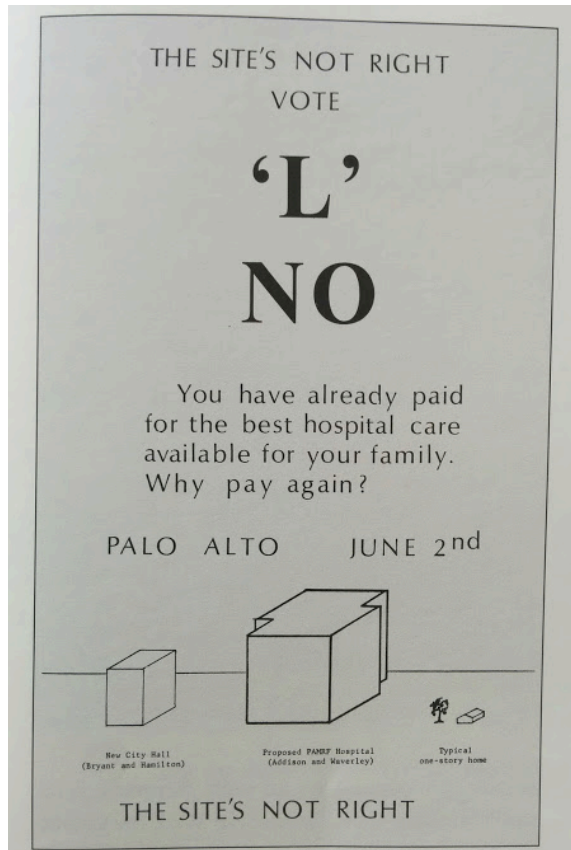 THE SITE'S NOT RIGHT
VOTE
'L'
NO
You have already paid
for the best hospital care
available for your family.
Why pay again?
PALO ALTO JUNE 2nd
New City Hall
(Bryant and Hamilton)
Proposed PAMRF Hospital
(Addison and Waverley)
Typical
one-story home
THE SITE'S NOT RIGHT